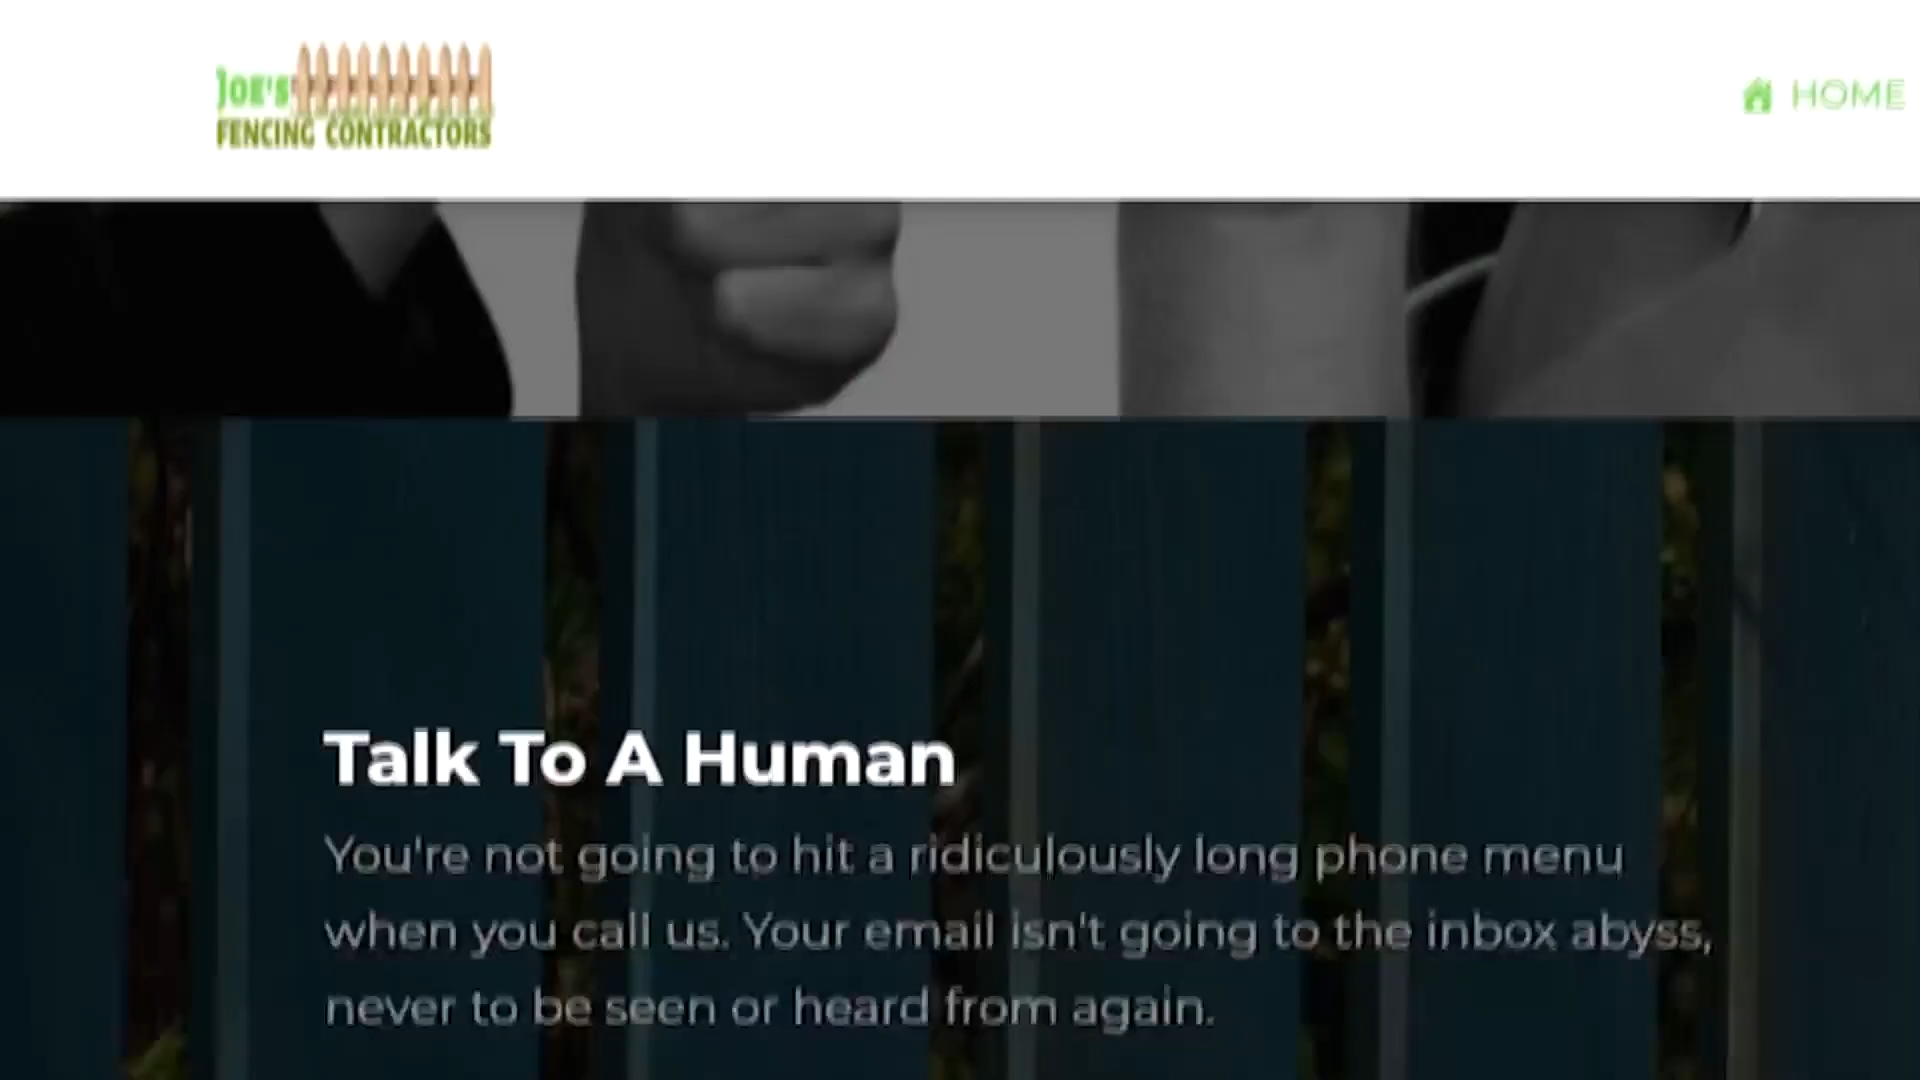 JOE'S
FENCING CONTRACTORS
HOME
Talk To A Human
You're not going to hit a ridiculously long phone menu
when you call us. Your email isn't going to the inbox abyss,
never to be seen or heard from again.